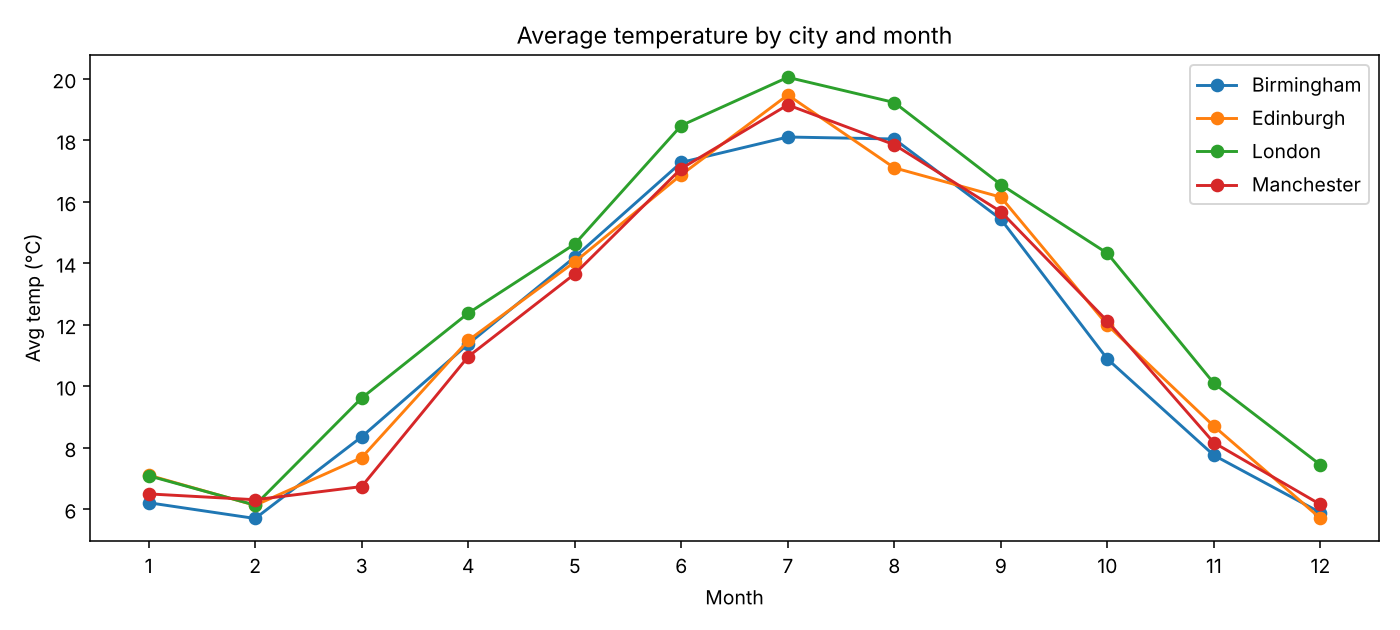 Average temperature by city and month
Avg temp (°C)
20
18
16
14
12
10
8
6
1 2 3 4 5 6 7 8 9 10 11 12
Month
Birmingham
Edinburgh
London
Manchester